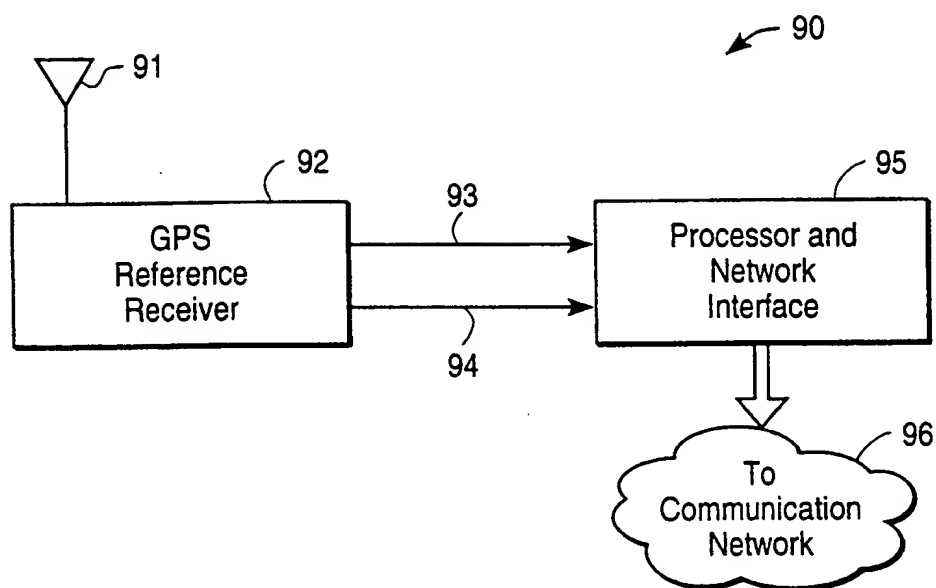 90
91
92
GPS
Reference
Receiver
93
94
95
Processor and
Network
Interface
96
To
Communication
Network